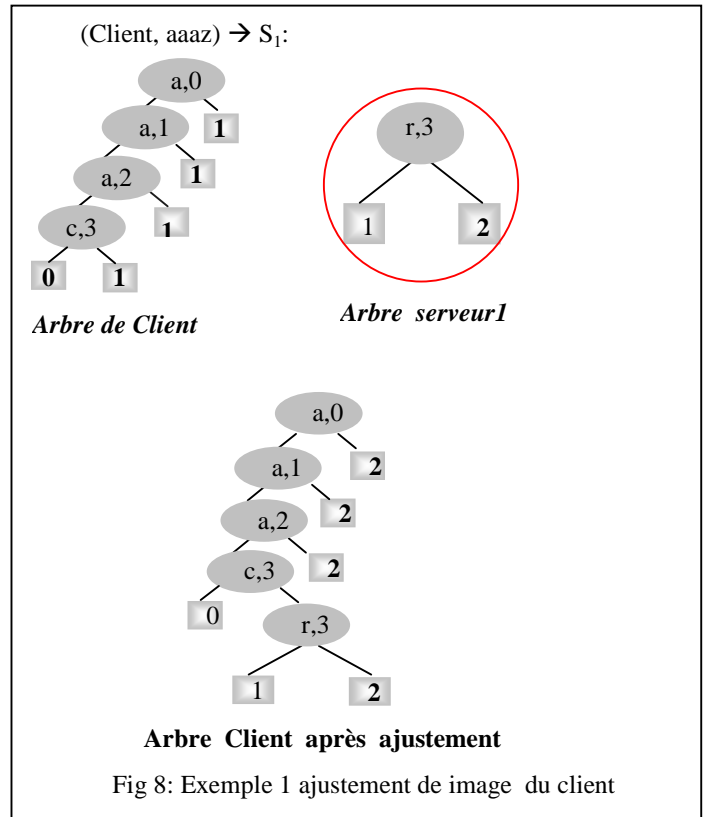 (Client, aaaz) → S1:
a,0
a,1
1
a,2
1
c,3
1
0
1
Arbre de Client
r,3
1
2
Arbre serveur1
a,0
a,1
2
a,2
2
c,3
2
0
r,3
1
2
Arbre Client après ajustement
Fig 8: Exemple 1 ajustement de image du client